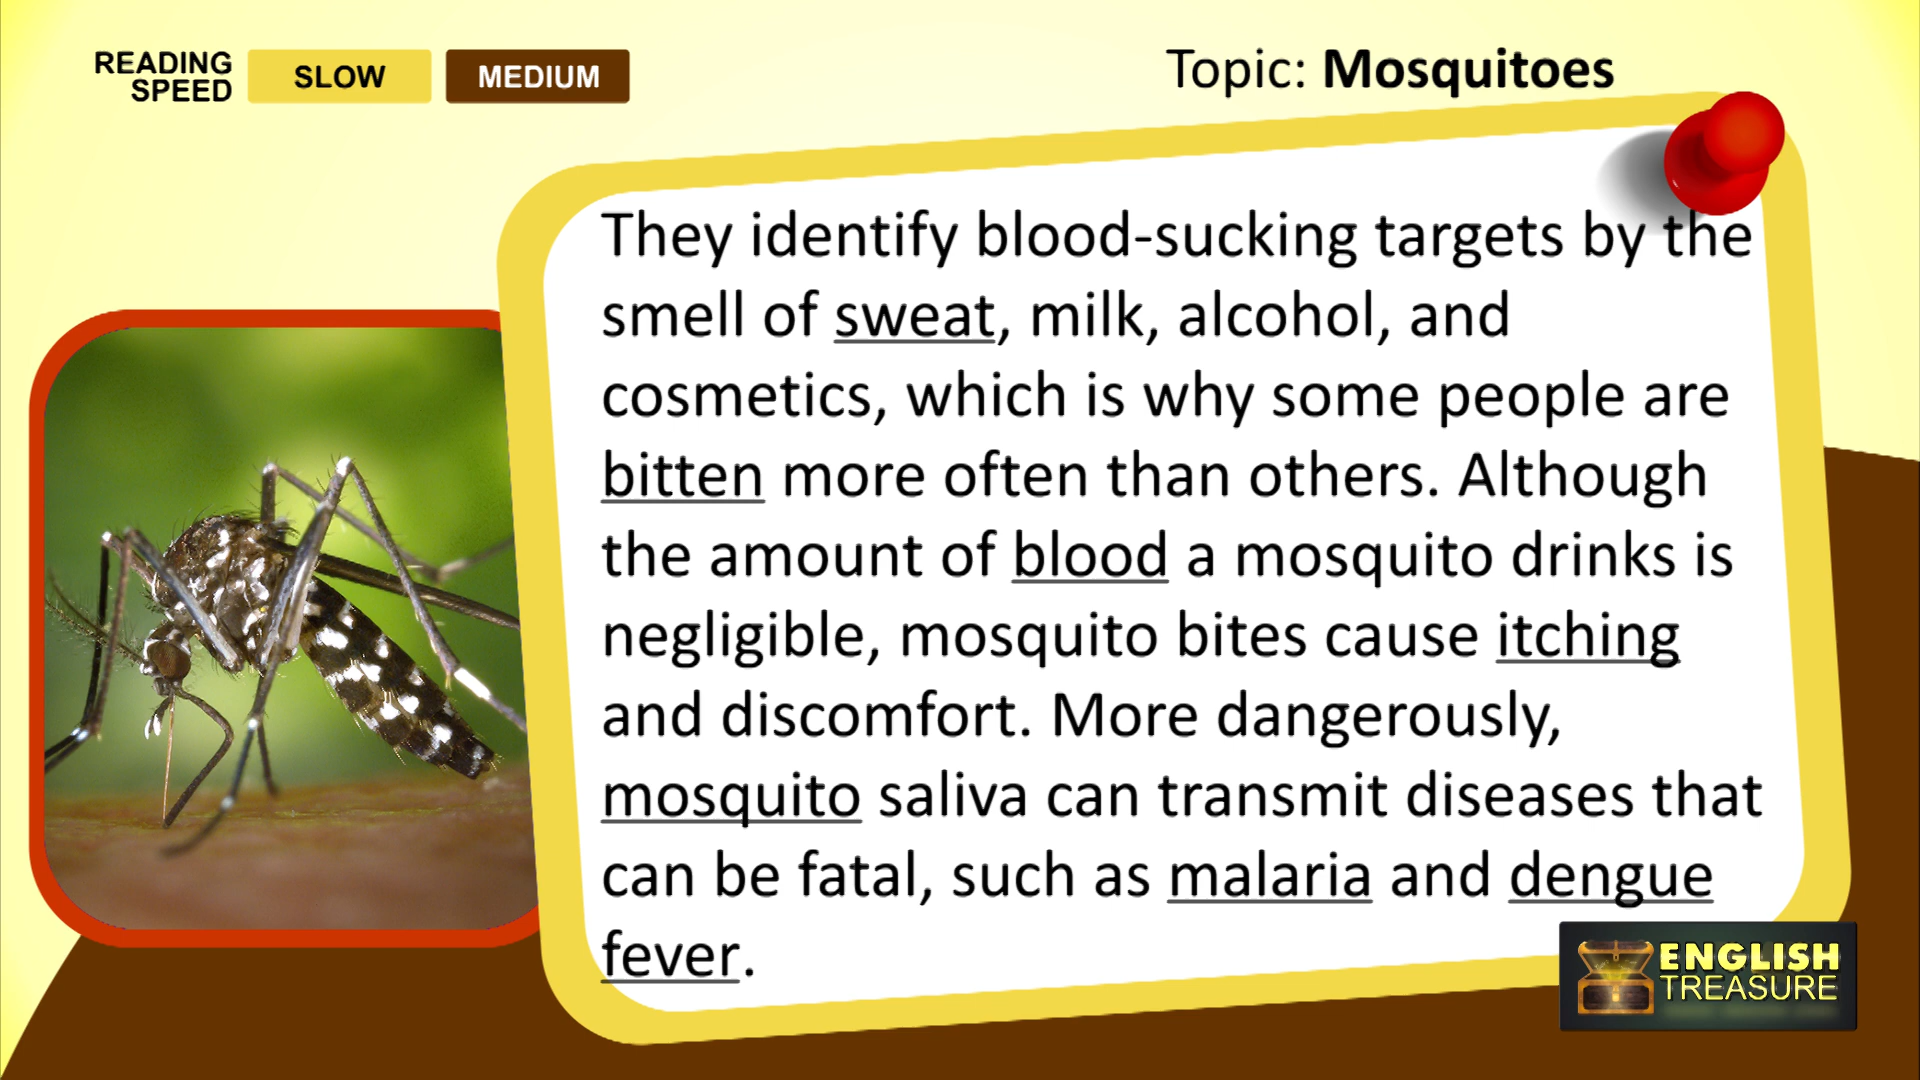 READING
SPEED
SLOW
MEDIUM
Topic: Mosquitoes
They identify blood-sucking targets by the
smell of sweat, milk, alcohol, and
cosmetics, which is why some people are
bitten more often than others. Although
the amount of blood a mosquito drinks is
negligible, mosquito bites cause itching
and discomfort. More dangerously,
mosquito saliva can transmit diseases that
can be fatal, such as malaria and dengue
fever.
ENGLISH
TREASURE